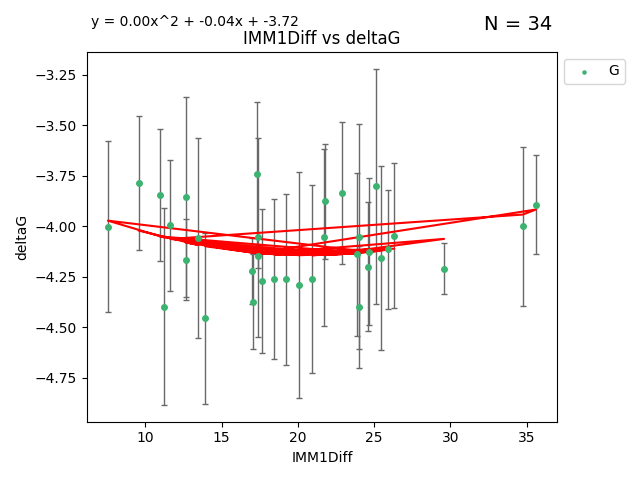 y = 0.00x^2 + -0.04x + -3.72
N = 34
IMM1Diff vs deltaG
G
−3.25
−3.50
−3.75
−4.00
−4.25
−4.50
−4.75
deltaG
10 15 20 25 30 35
IMM1Diff